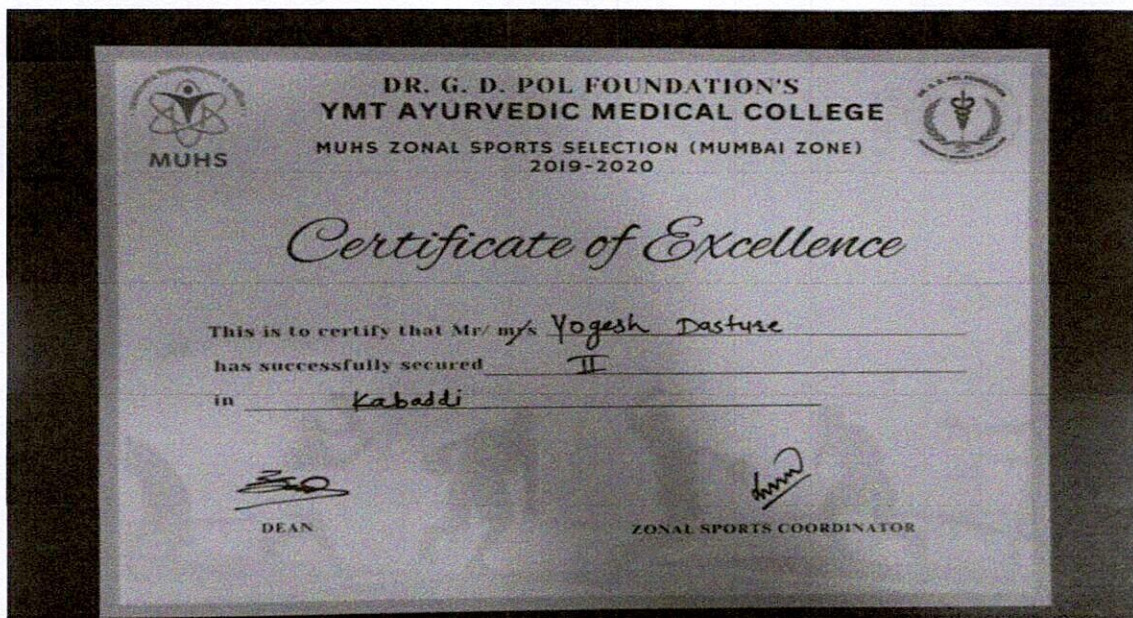 MUHS
DR. G. D. POL FOUNDATION'S
YMT AYURVEDIC MEDICAL COLLEGE
MUHS ZONAL SPORTS SELECTION (MUMBAI ZONE)
2019-2020
Certificate of Excellence
This is to certify that Mr/ m/s Yogesh Dasture
has successfully secured II
in Kabaddi
DEAN
ZONAL SPORTS COORDINATOR